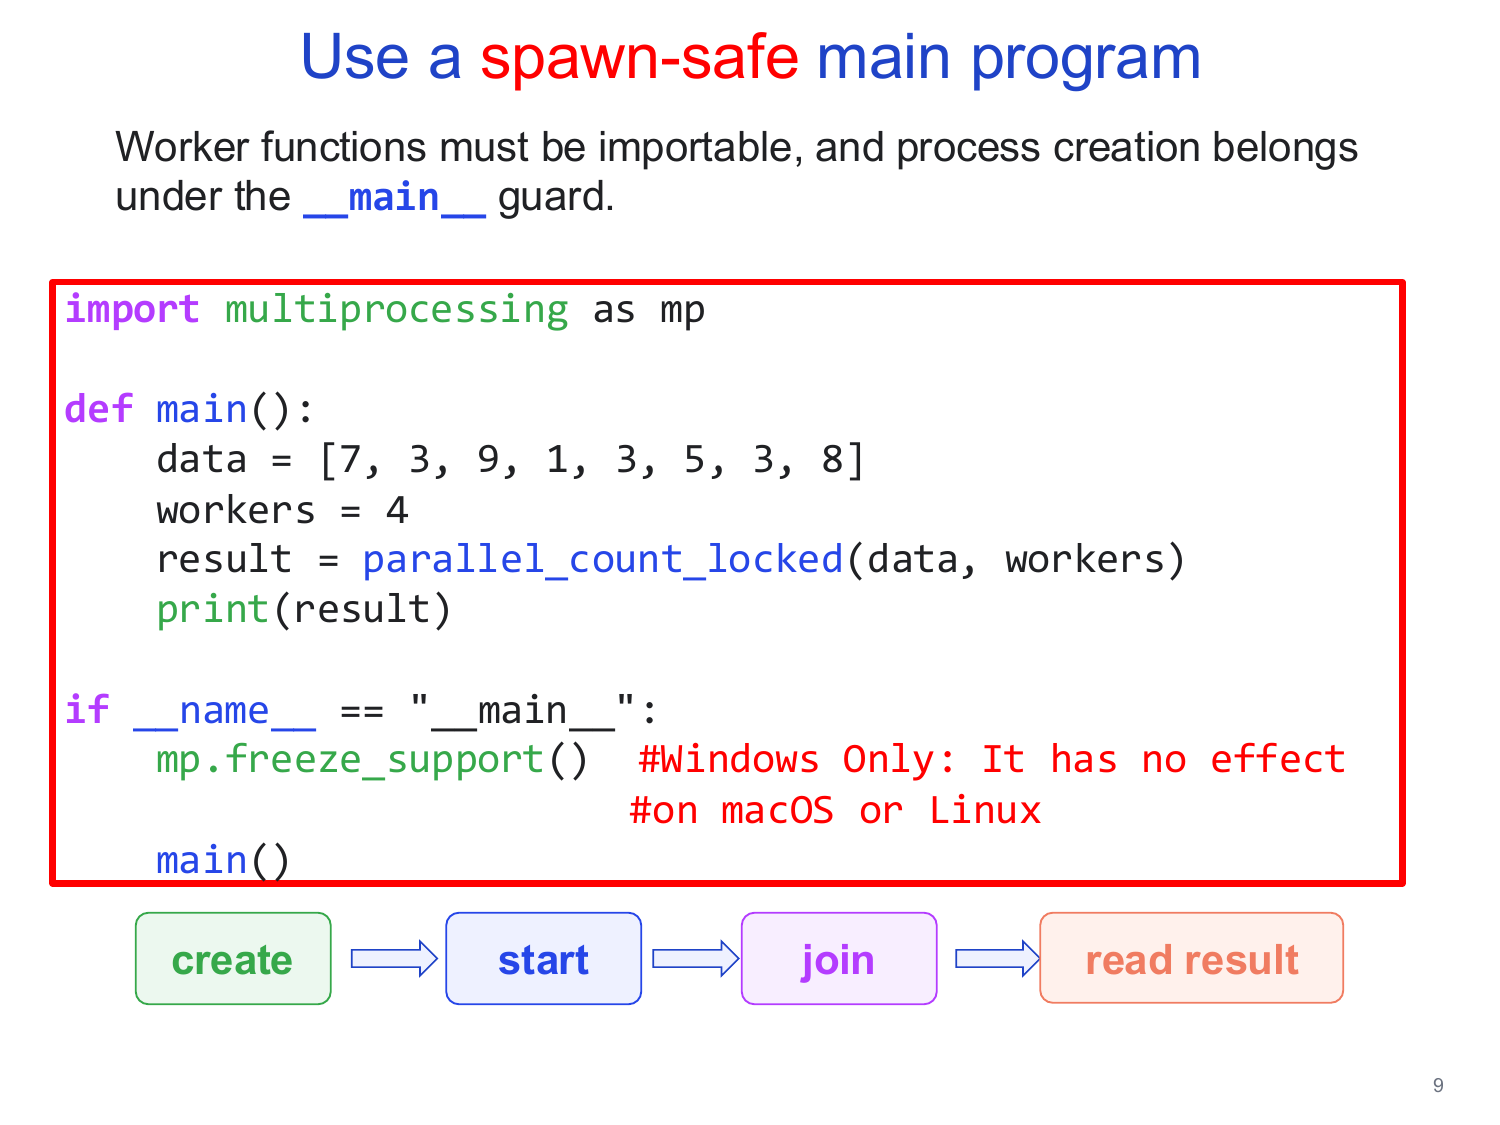 Use a spawn-safe main program
Worker functions must be importable, and process creation belongs
under the __main__ guard.
import multiprocessing as mp
def main():
    data = [7, 3, 9, 1, 3, 5, 3, 8]
    workers = 4
    result = parallel_count_locked(data, workers)
    print(result)
if __name__ == "__main__":
    mp.freeze_support()  #Windows Only: It has no effect
#on macOS or Linux
    main()
create
start
join
read result
9